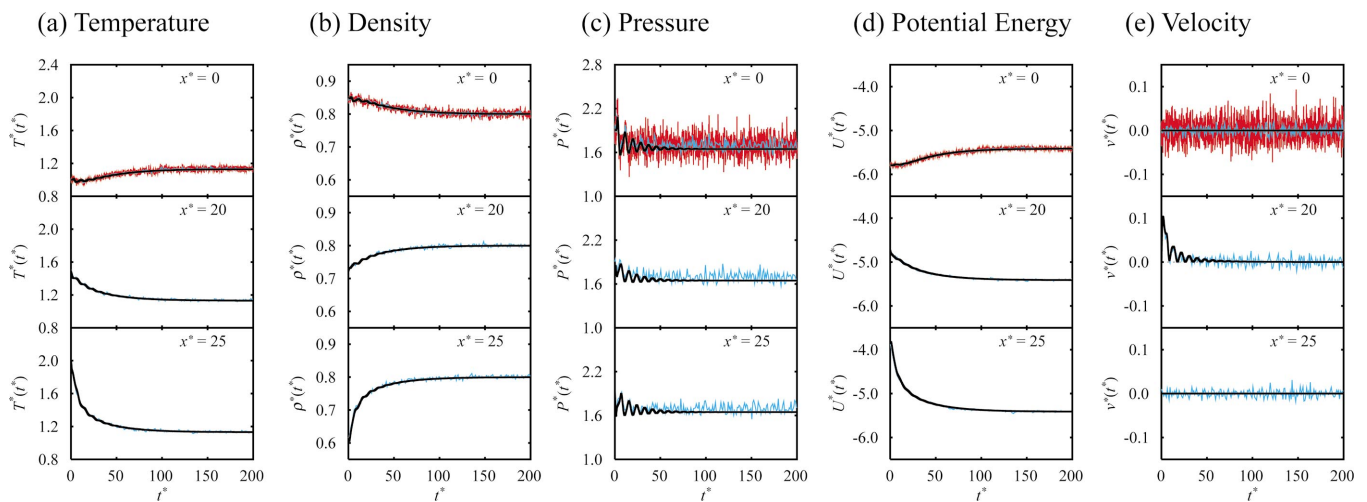 (a) Temperature
(b) Density
(c) Pressure
(d) Potential Energy
(e) Velocity
2.4
2.0
1.6
1.2
0.8
T*(t*)
x* = 0
0.9
0.8
0.7
0.6
ρ*(t*)
x* = 0
2.8
2.2
1.6
1.0
P*(t*)
x* = 0
-4.0
-5.0
-6.0
U*(t*)
x* = 0
0.1
0.0
-0.1
v*(t*)
x* = 0
2.0
1.6
1.2
0.8
T*(t*)
x* = 20
0.9
0.8
0.7
0.6
ρ*(t*)
x* = 20
2.2
1.6
1.0
P*(t*)
x* = 20
-4.0
-5.0
-6.0
U*(t*)
x* = 20
0.1
0.0
-0.1
v*(t*)
x* = 20
2.0
1.6
1.2
0.8
T*(t*)
x* = 25
0.9
0.8
0.7
0.6
ρ*(t*)
x* = 25
2.2
1.6
1.0
P*(t*)
x* = 25
-4.0
-5.0
-6.0
U*(t*)
x* = 25
0.1
0.0
-0.1
v*(t*)
x* = 25
0 50 100 150 200
0 50 100 150 200
0 50 100 150 200
0 50 100 150 200
0 50 100 150 200
t*
t*
t*
t*
t*